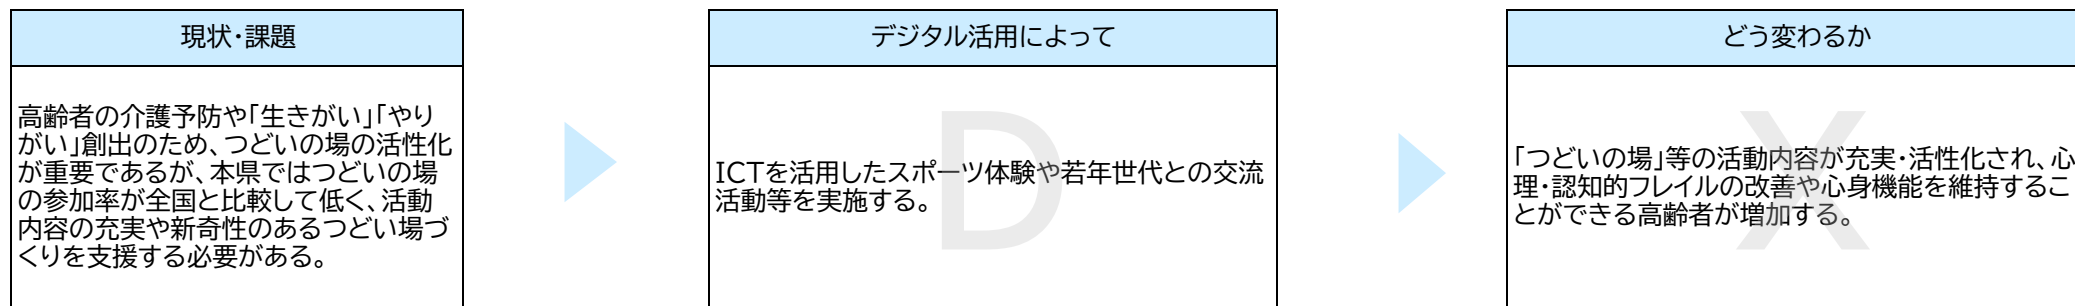 現状・課題
高齢者の介護予防や「生きがい」「やり
がい」創出のため、つどいの場の活性化
が重要であるが、本県ではつどいの場
の参加率が全国と比較して低く、活動
内容の充実や新奇性のあるつどい場づ
くりを支援する必要がある。
デジタル活用によって
D
ICTを活用したスポーツ体験や若年世代との交流
活動等を実施する。
どう変わるか
X
「つどいの場」等の活動内容が充実・活性化され、心
理・認知的フレイルの改善や心身機能を維持するこ
とができる高齢者が増加する。